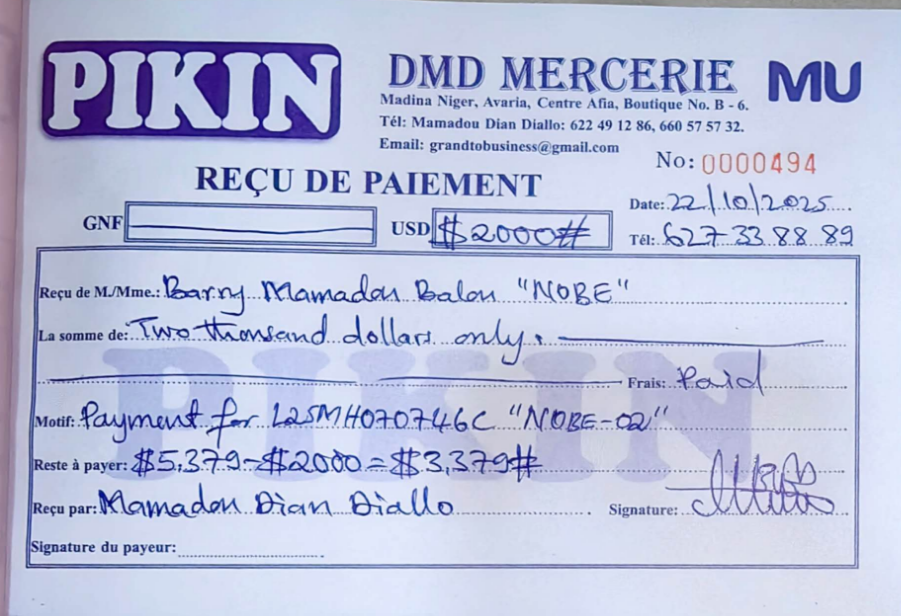 PIKIN
DMD MERCERIE MU
Madina Niger, Avaria, Centre Afia, Boutique No. B - 6.
Tél: Mamadou Dian Diallo: 622 49 12 86, 660 57 57 32.
Email: grandtobusiness@gmail.com
No: 0000494
REÇU DE PAIEMENT
Date: 22/10/2025
GNF USD $2000#
Tél: 627 33 88 89
Reçu de M./Mme.: Barry Mamadou Balou "NOBE"
La somme de: Two thousand dollars only.
Frais: Paid
Motif: Payment for L25MH070746C "NOBE-02"
Reste à payer: $5,379-$2000=$3,379#
Reçu par: Mamadou Dian Diallo Signature:
Signature du payeur:
PIKIN